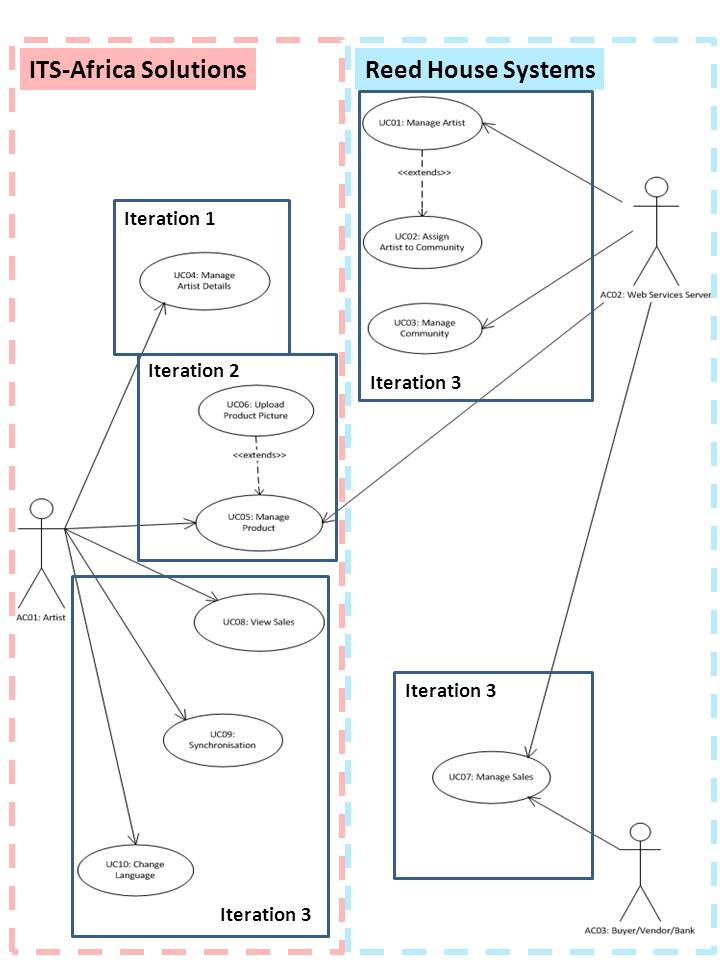 ITS-Africa Solutions
Iteration 1
UC04: Manage
Artist Details
Iteration 2
UC06: Upload
Product Picture
<<extends>>
UC05: Manage
Product
AC01: Artist
UC08: View Sales
UC09:
Synchronisation
UC10: Change
Language
Iteration 3
Reed House Systems
UC01: Manage Artist
<<extends>>
UC02: Assign
Artist to Community
UC03: Manage
Community
Iteration 3
AC02: Web Services Server
Iteration 3
UC07: Manage Sales
AC03: Buyer/Vendor/Bank